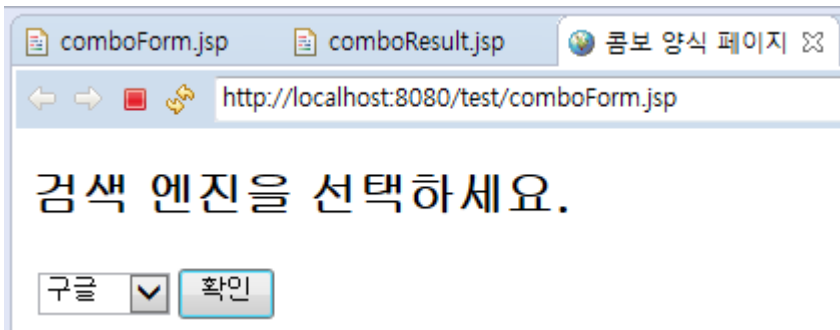 comboForm.jsp comboResult.jsp 콤보 양식 페이지
http://localhost:8080/test/comboForm.jsp
검색 엔진을 선택하세요.
구글 확인